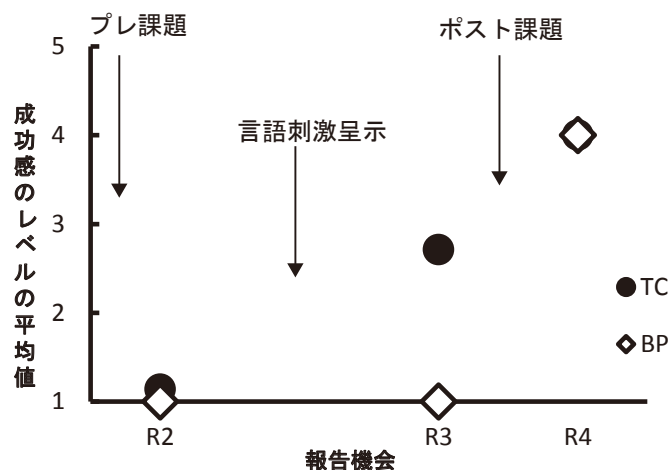 プレ課題
ポスト課題
言語刺激呈示
成功感のレベルの平均値
5
4
3
2
1
TC
BP
R2
R3
R4
報告機会